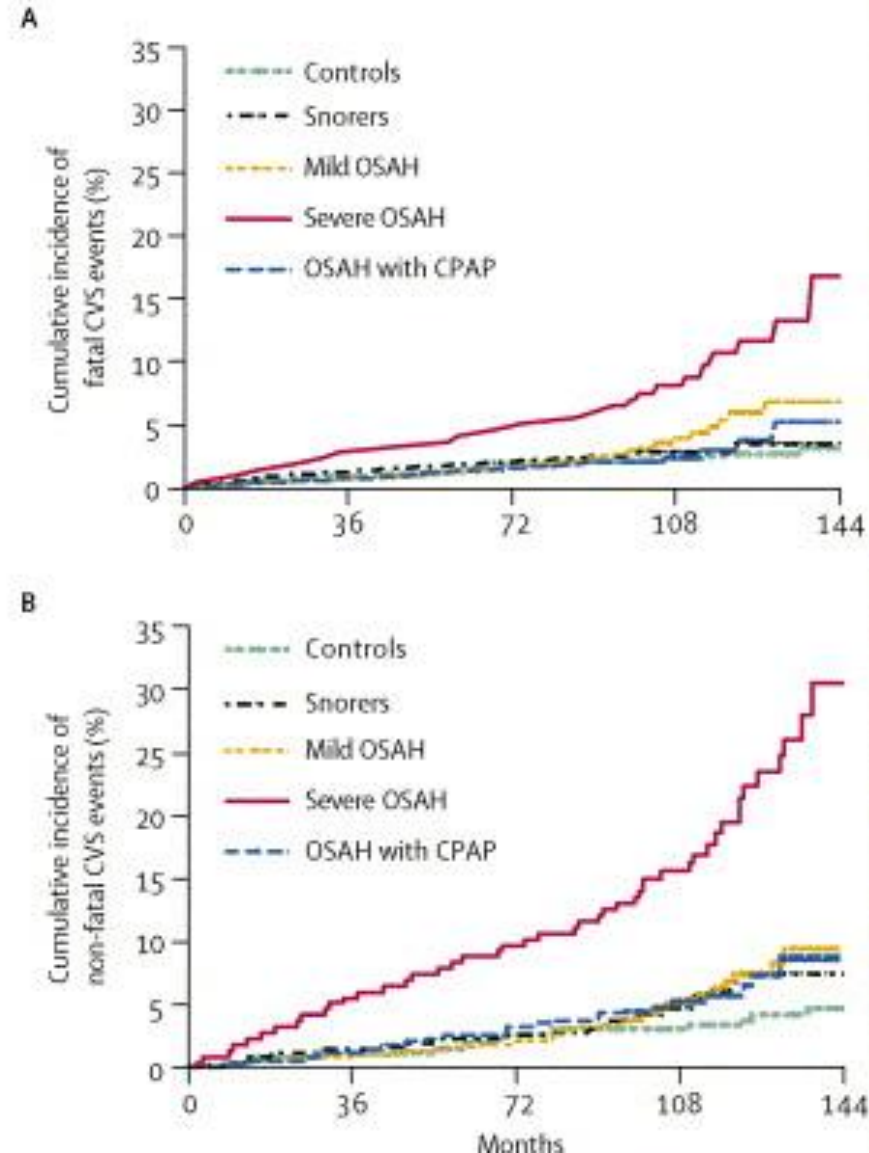 A
Cumulative incidence of
fatal CVS events (%)
35
30
25
20
15
10
5
0
Controls
Snorers
Mild OSAH
Severe OSAH
OSAH with CPAP
0 36 72 108 144
B
Cumulative incidence of
non-fatal CVS events (%)
35
30
25
20
15
10
5
0
Controls
Snorers
Mild OSAH
Severe OSAH
OSAH with CPAP
0 36 72 108 144
Months